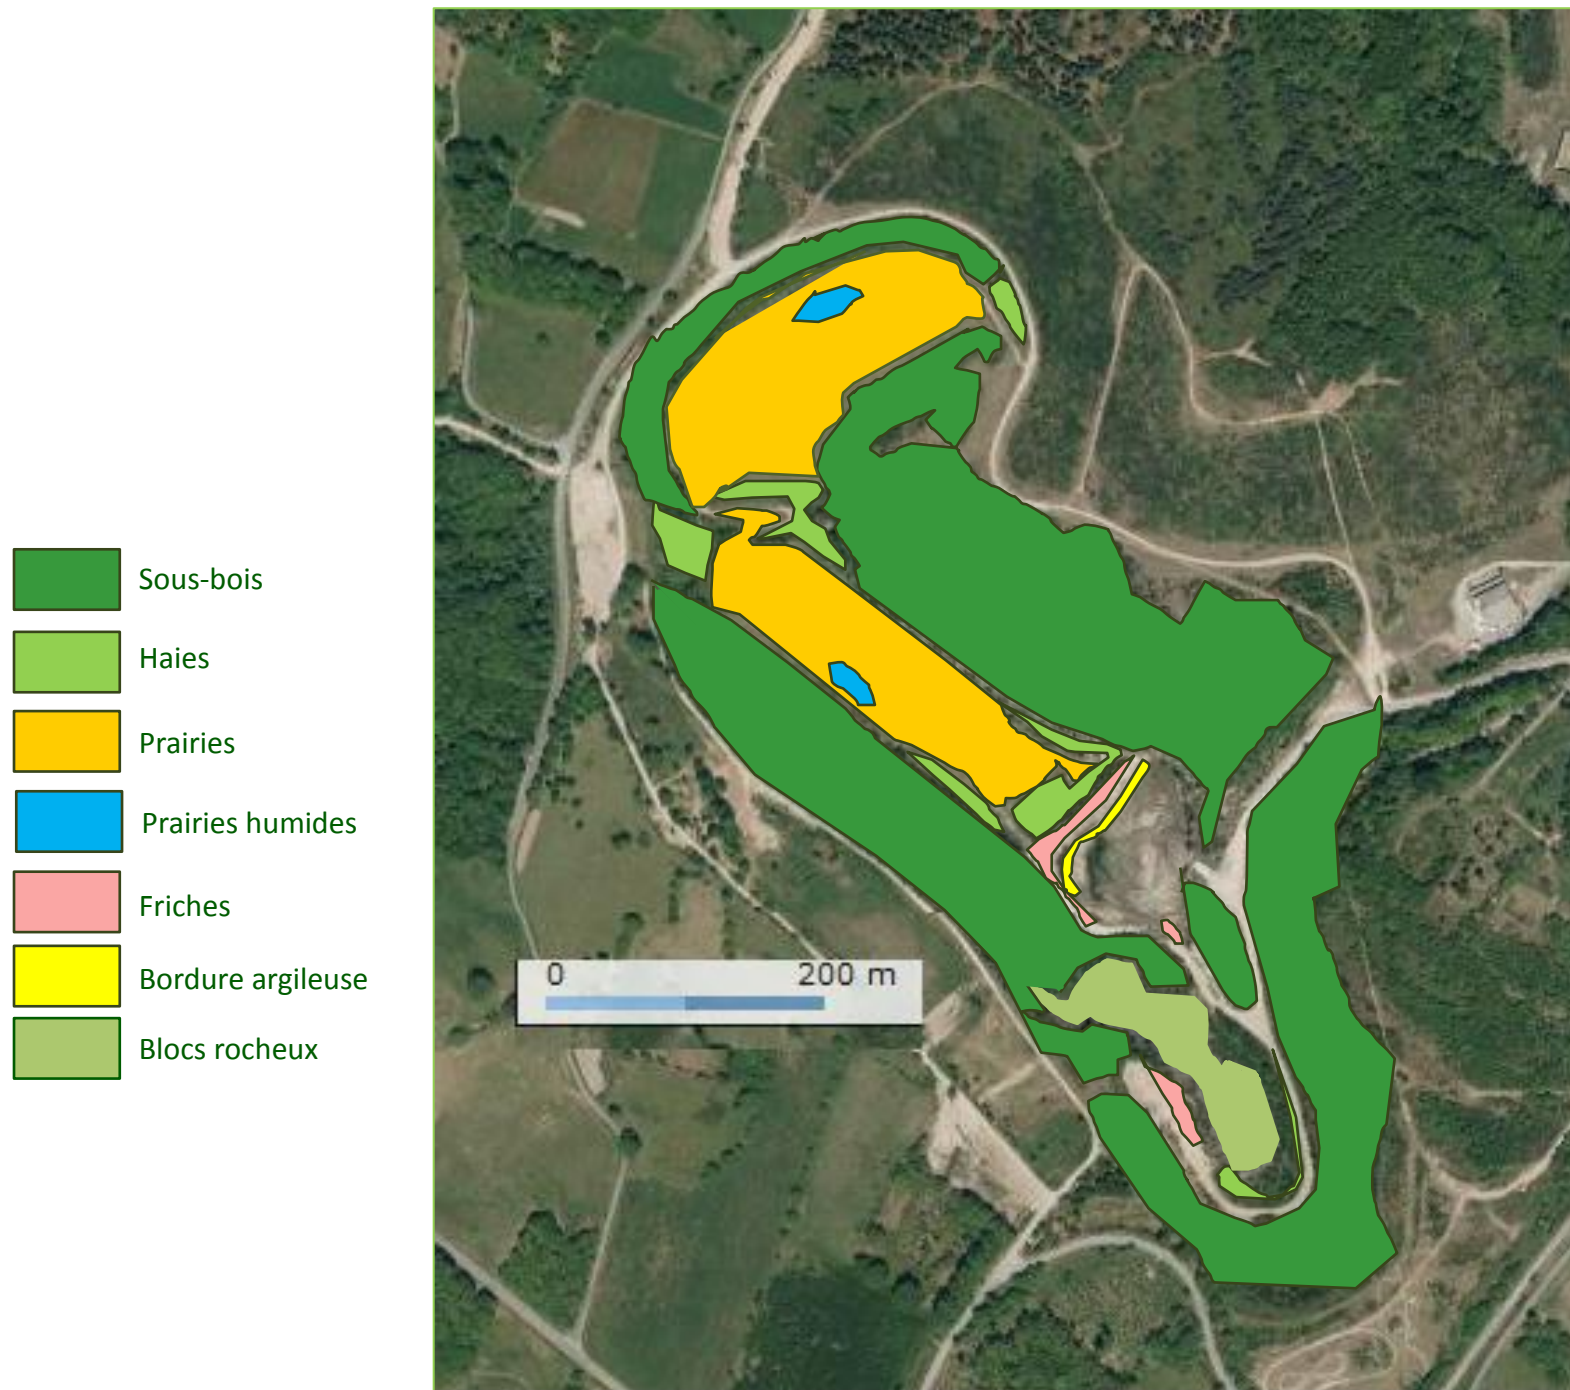 Sous-bois
Haies
Prairies
Prairies humides
Friches
Bordure argileuse
Blocs rocheux
0 200 m